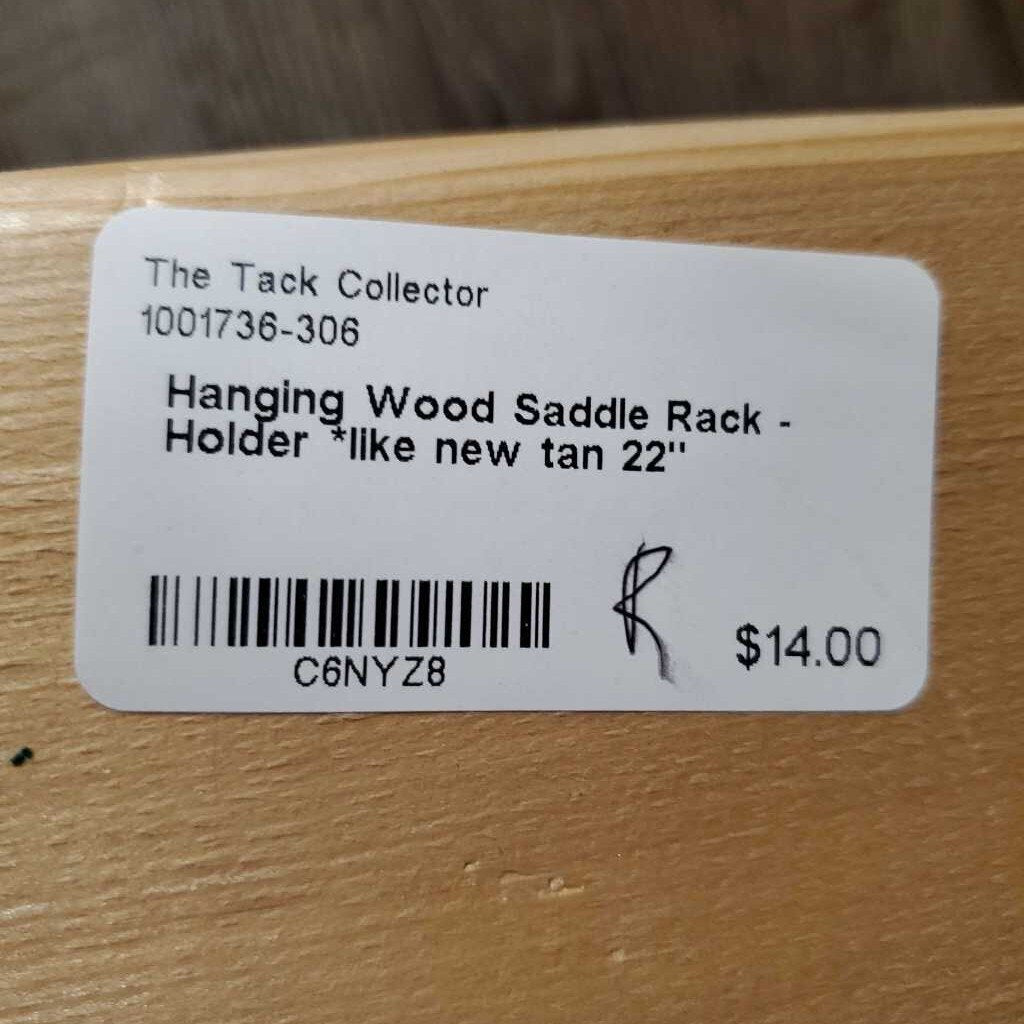 The Tack Collector
1001736-306
Hanging Wood Saddle Rack -
Holder *like new tan 22"
R
$14.00
C6NYZ8